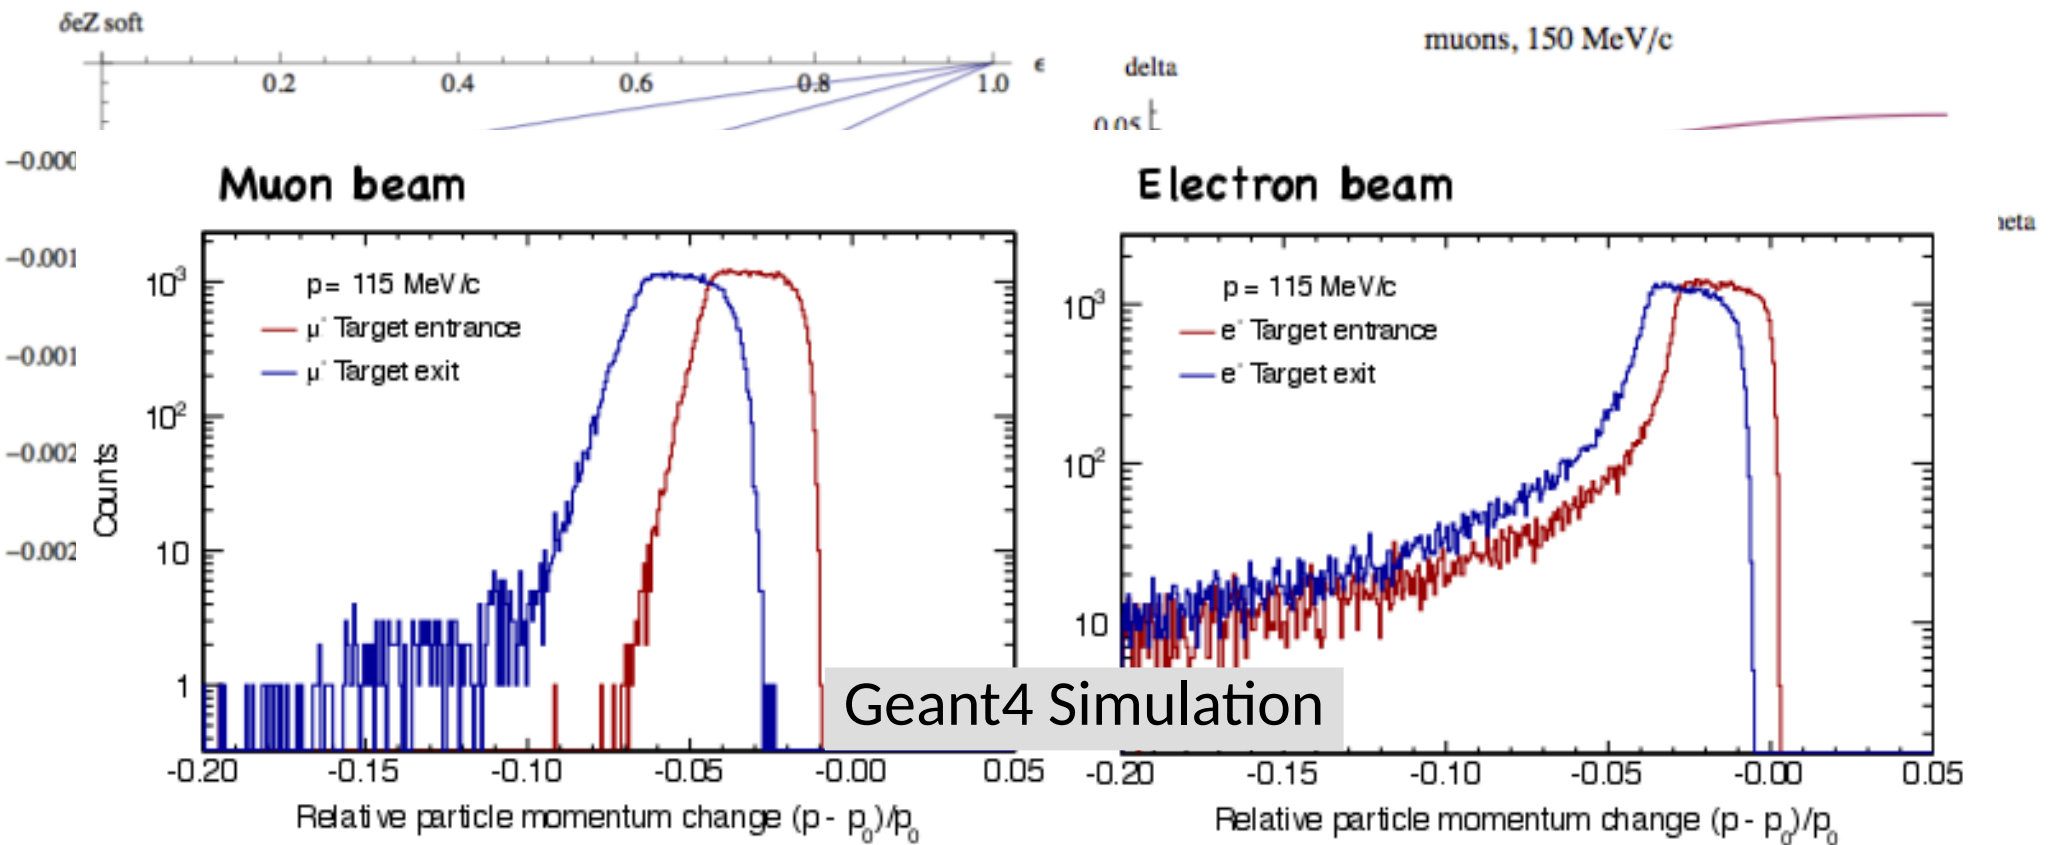 δeZ soft
0.2 0.4 0.6 0.8 1.0 ϵ
muons, 150 MeV/c
delta
0.05
−0.000
−0.001
−0.001
−0.002
−0.002
Muon beam
p = 115 MeV/c
μ⁻ Target entrance
μ⁻ Target exit
10³
10²
10
1
Counts
-0.20 -0.15 -0.10 -0.05 -0.00 0.05
Relative particle momentum change (p - p₀)/p₀
Electron beam
p = 115 MeV/c
e⁻ Target entrance
e⁻ Target exit
10³
10²
10
-0.20 -0.15 -0.10 -0.05 -0.00 0.05
Relative particle momentum change (p - p₀)/p₀
Geant4 Simulation